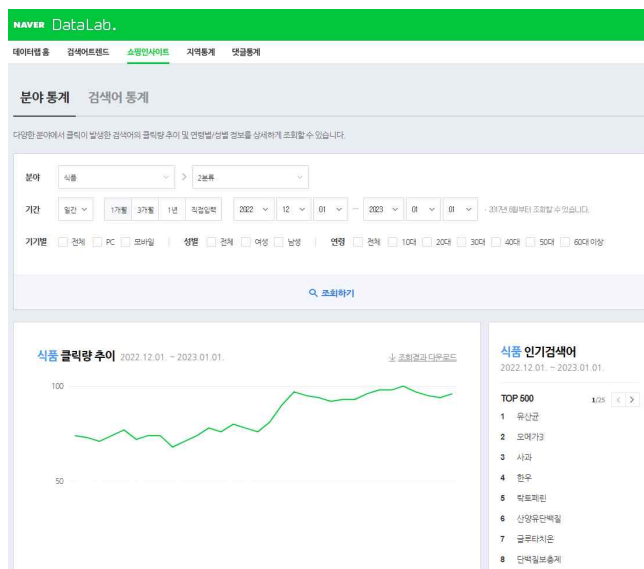 NAVER DataLab.
데이터랩 홈 검색어트렌드 쇼핑인사이트 지역통계 댓글통계
분야 통계 검색어 통계
다양한 분야에서 클릭이 발생한 검색어의 클릭량 추이 및 연령별/성별 정보를 상세하게 조회할 수 있습니다.
분야 식품 > 2분류
기간 일간 1개월 3개월 1년 직접입력 2022 12 01 - 2023 01 01 · 2017년 8월부터 조회할 수 있습니다.
기기별 전체 PC 모바일 성별 전체 여성 남성 연령 전체 10대 20대 30대 40대 50대 60대 이상
조회하기
식품 클릭량 추이 2022.12.01. ~ 2023.01.01. 조회결과 다운로드
100
50
식품 인기검색어
2022.12.01. ~ 2023.01.01.
TOP 500 1/25 < >
1 유산균
2 오메가3
3 사과
4 한우
5 락토페린
6 산양유단백질
7 글루타치온
8 단백질보충제